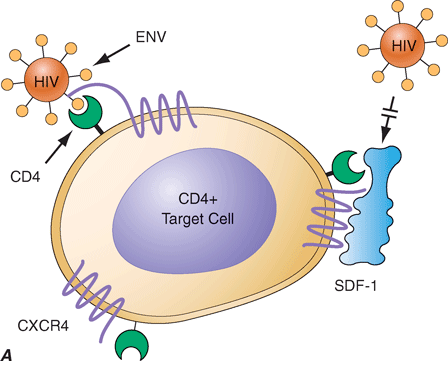 ENV
HIV
HIV
CD4
CD4+
Target Cell
SDF-1
CXCR4
A